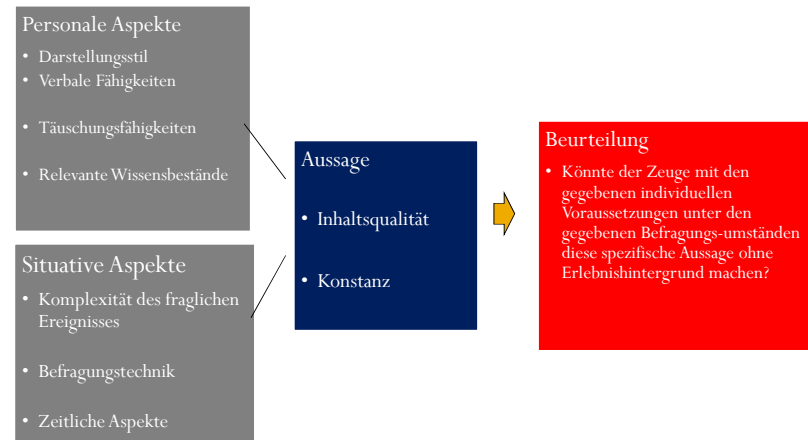 Personale Aspekte
• Darstellungsstil
• Verbale Fähigkeiten
• Täuschungsfähigkeiten
• Relevante Wissensbestände
Situative Aspekte
• Komplexität des fraglichen
Ereignisses
• Befragungstechnik
• Zeitliche Aspekte
Aussage
• Inhaltsqualität
• Konstanz
Beurteilung
• Könnte der Zeuge mit den
gegebenen individuellen
Voraussetzungen unter den
gegebenen Befragungs-umständen
diese spezifische Aussage ohne
Erlebnishintergrund machen?